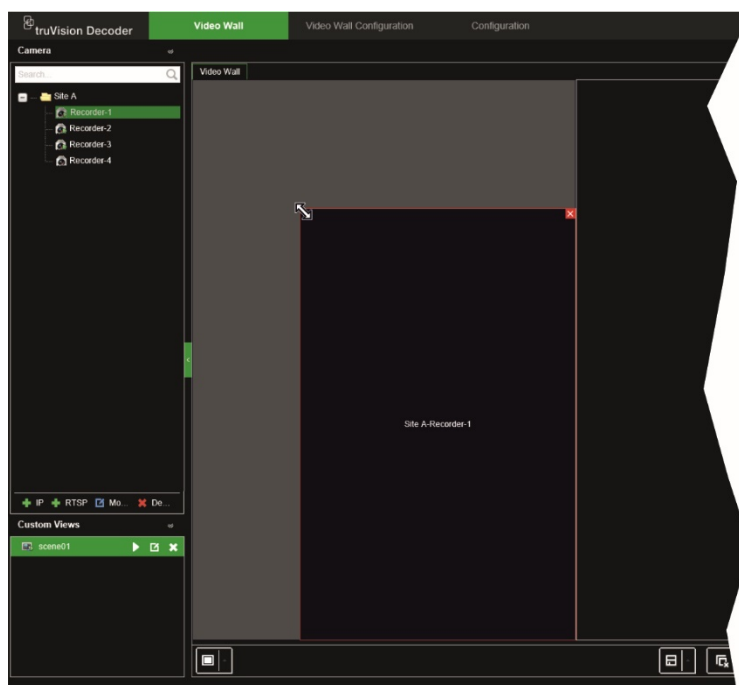 truVision Decoder Video Wall Video Wall Configuration Configuration
Camera
Search...
Video Wall
Site A
Recorder-1
Recorder-2
Recorder-3
Recorder-4
Site A-Recorder-1
IP RTSP Mo... De...
Custom Views
scene01